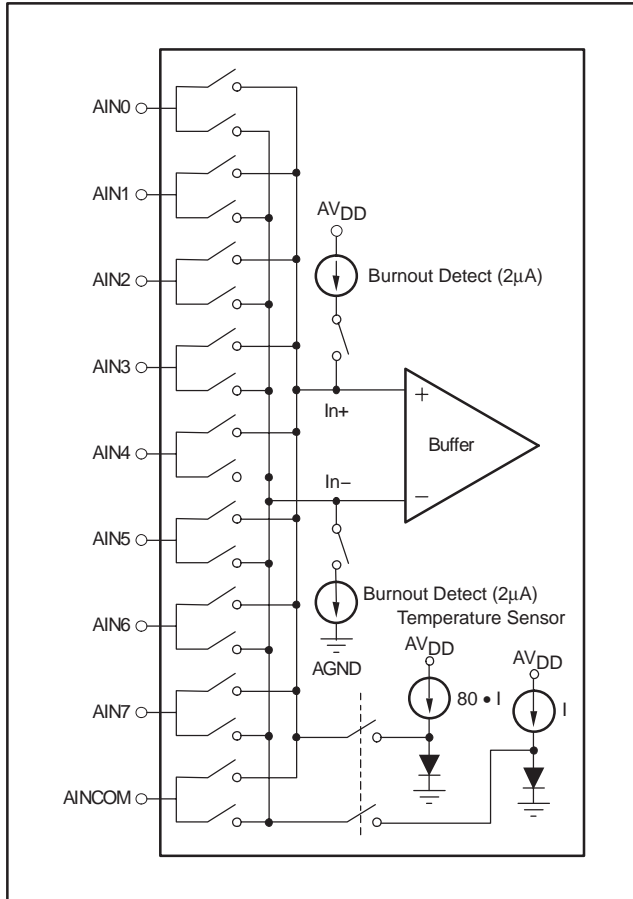 AIN0
AIN1
AVDD
AIN2
Burnout Detect (2μA)
AIN3
In+
+
AIN4
Buffer
In−
−
AIN5
Burnout Detect (2μA)
AIN6
Temperature Sensor
AGND
AVDD
AVDD
AIN7
80 • I
I
AINCOM